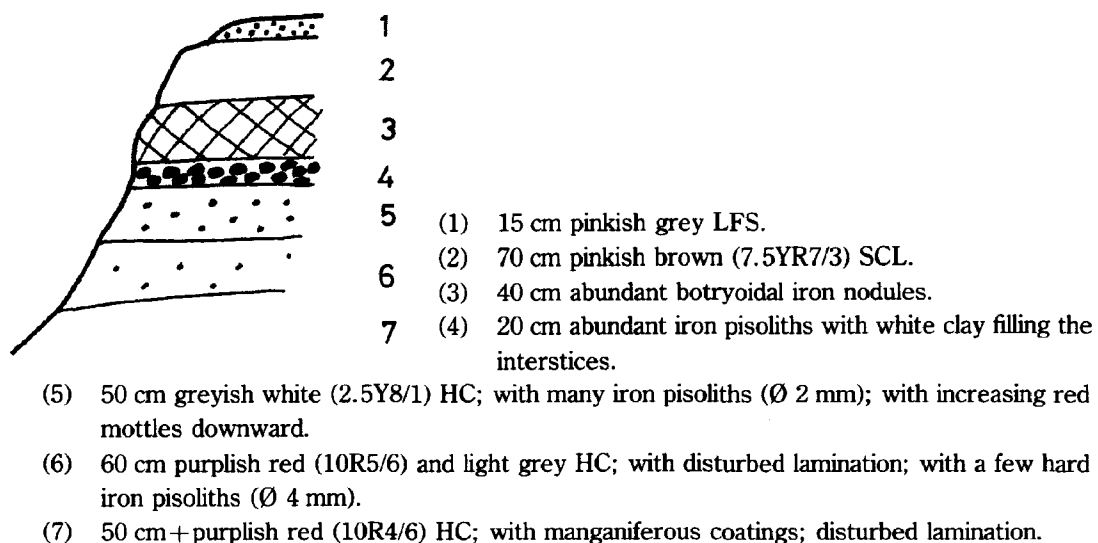 1
2
3
4
5
6
7
(1) 15 cm pinkish grey LFS.
(2) 70 cm pinkish brown (7.5YR7/3) SCL.
(3) 40 cm abundant botryoidal iron nodules.
(4) 20 cm abundant iron pisoliths with white clay filling the
interstices.
(5) 50 cm greyish white (2.5Y8/1) HC; with many iron pisoliths (Ø 2 mm); with increasing red
mottles downward.
(6) 60 cm purplish red (10R5/6) and light grey HC; with disturbed lamination; with a few hard
iron pisoliths (Ø 4 mm).
(7) 50 cm+purplish red (10R4/6) HC; with manganiferous coatings; disturbed lamination.